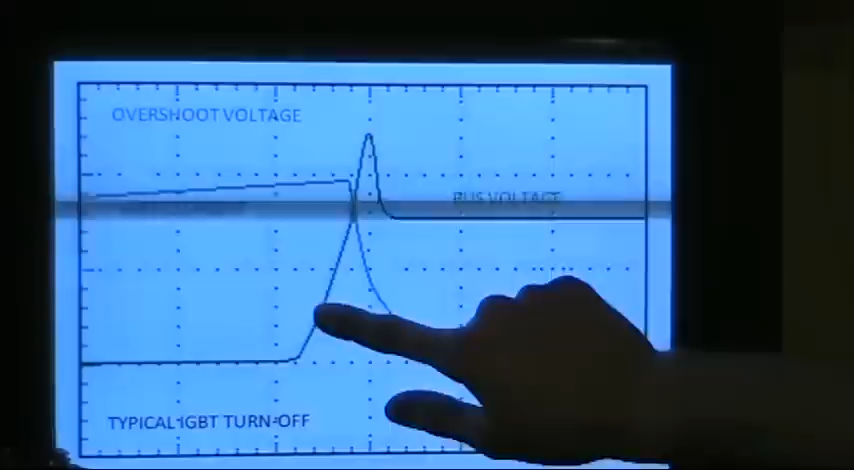 OVERSHOOT VOLTAGE
BUS VOLTAGE
TYPICAL IGBT TURN-OFF